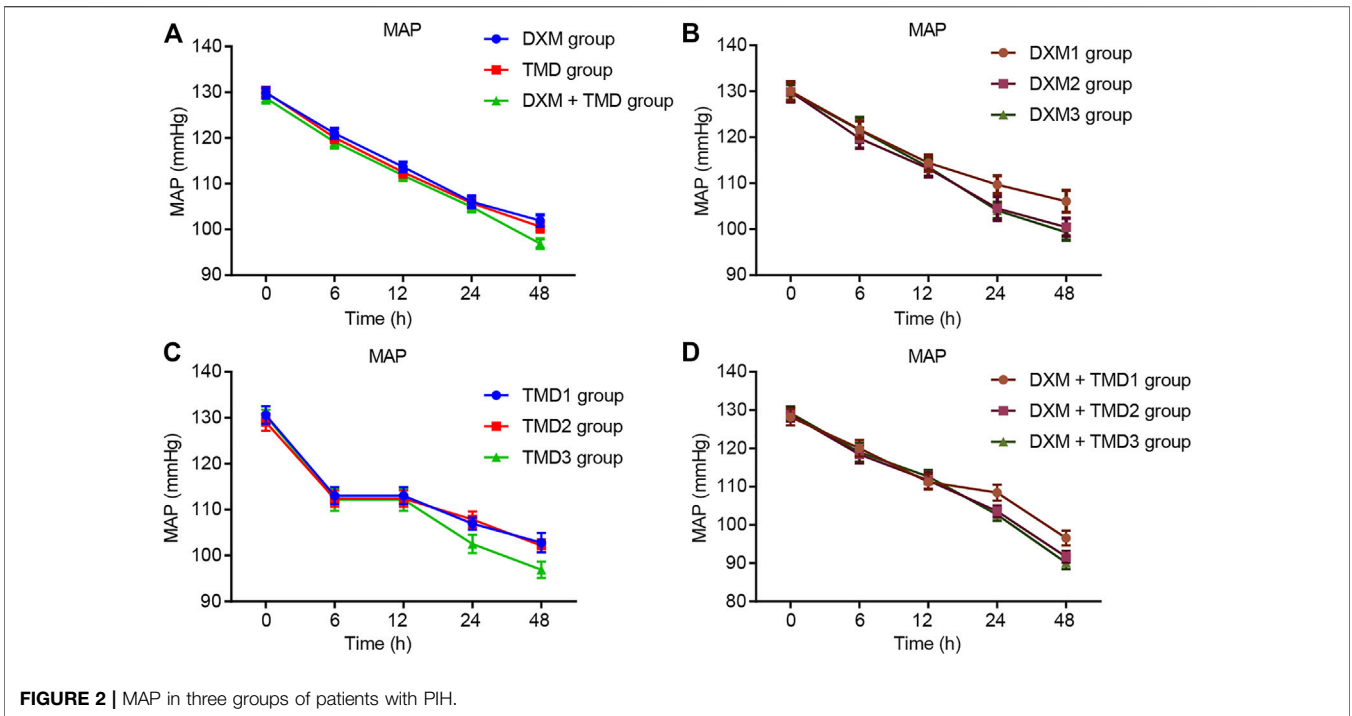 A
MAP
DXM group
TMD group
DXM + TMD group
MAP (mmHg)
140
130
120
110
100
90
0 6 12 24 48
Time (h)
B
MAP
DXM1 group
DXM2 group
DXM3 group
MAP (mmHg)
140
130
120
110
100
90
0 6 12 24 48
Time (h)
C
MAP
TMD1 group
TMD2 group
TMD3 group
MAP (mmHg)
140
130
120
110
100
90
0 6 12 24 48
Time (h)
D
MAP
DXM + TMD1 group
DXM + TMD2 group
DXM + TMD3 group
MAP (mmHg)
140
130
120
110
100
90
80
0 6 12 24 48
Time (h)
FIGURE 2 | MAP in three groups of patients with PIH.